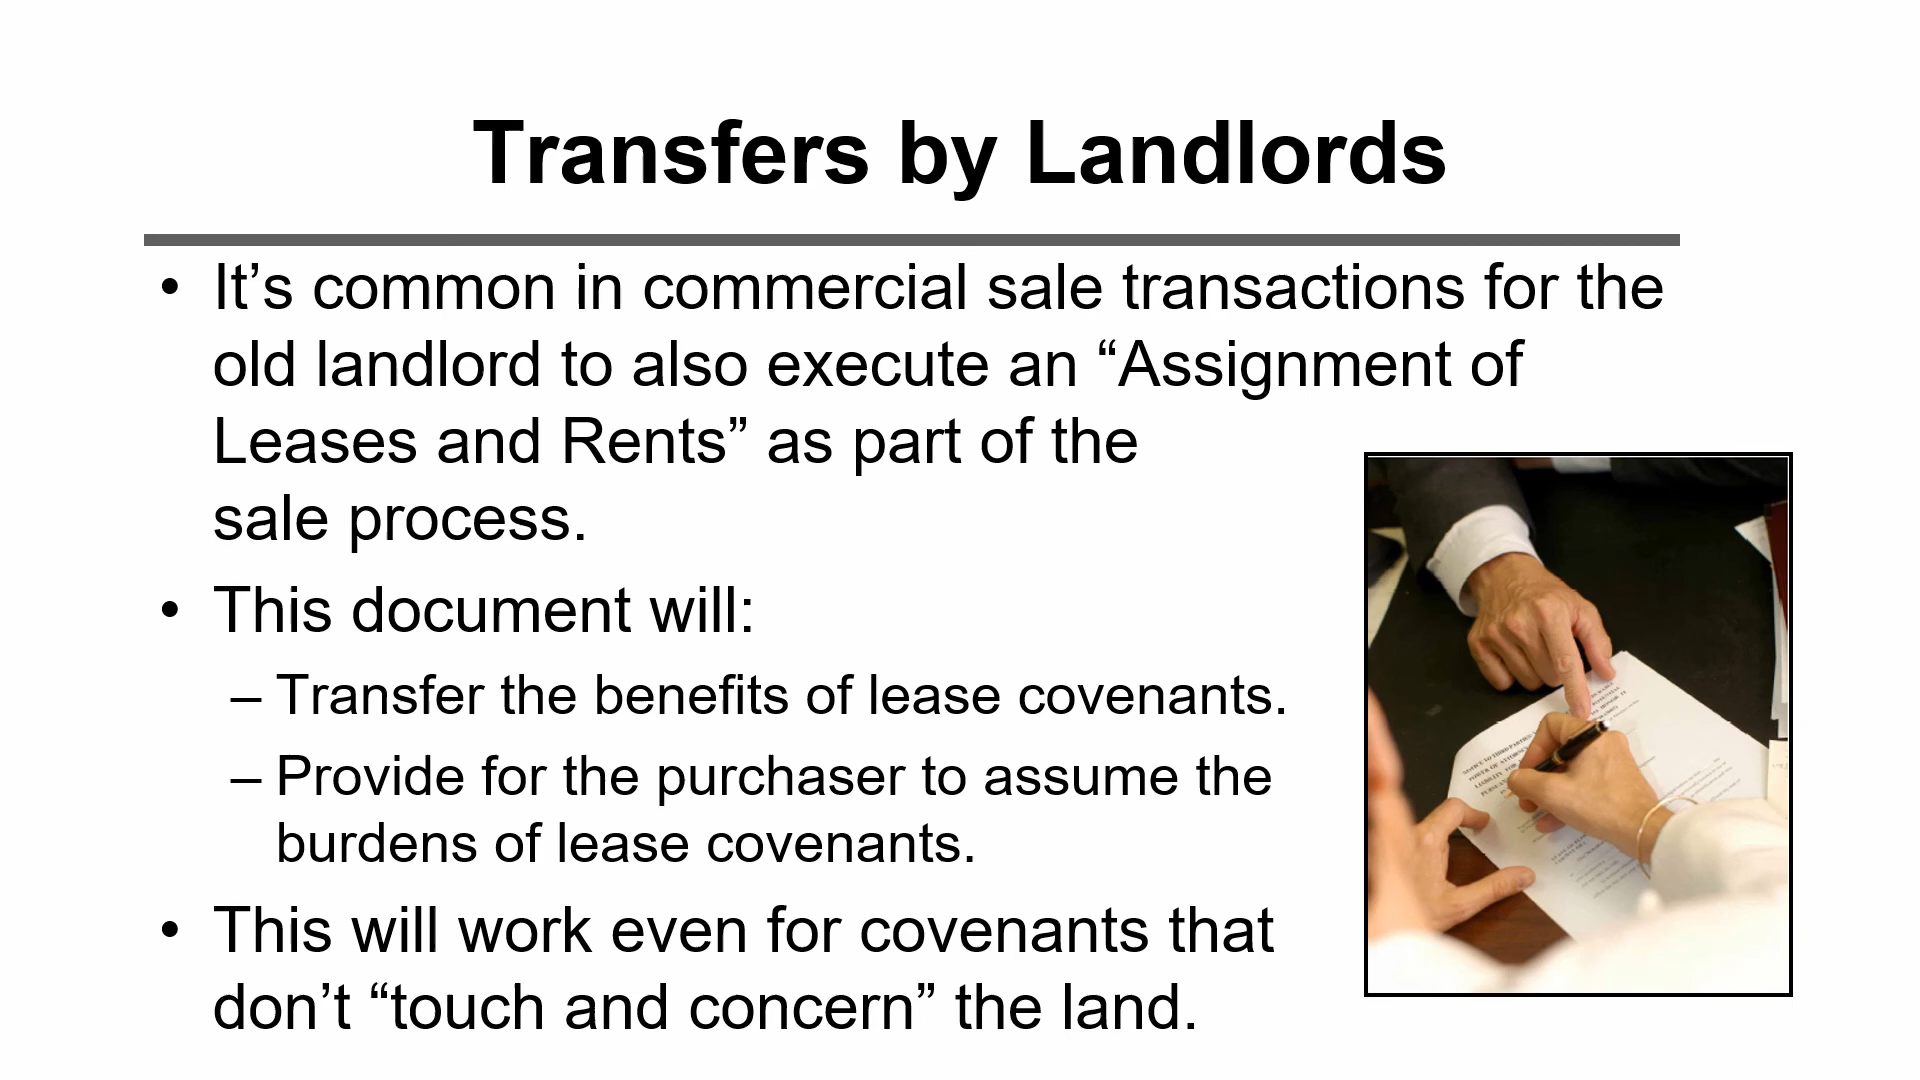 Transfers by Landlords
• It’s common in commercial sale transactions for the
old landlord to also execute an “Assignment of
Leases and Rents” as part of the
sale process.
• This document will:
– Transfer the benefits of lease covenants.
– Provide for the purchaser to assume the
burdens of lease covenants.
• This will work even for covenants that
don’t “touch and concern” the land.